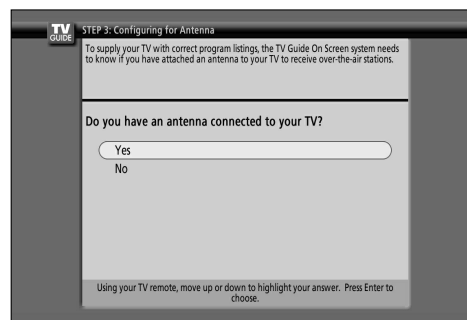 TV
GUIDE
STEP 3: Configuring for Antenna
To supply your TV with correct program listings, the TV Guide On Screen system needs
to know if you have attached an antenna to your TV to receive over-the-air stations.
Do you have an antenna connected to your TV?
Yes
No
Using your TV remote, move up or down to highlight your answer. Press Enter to
choose.